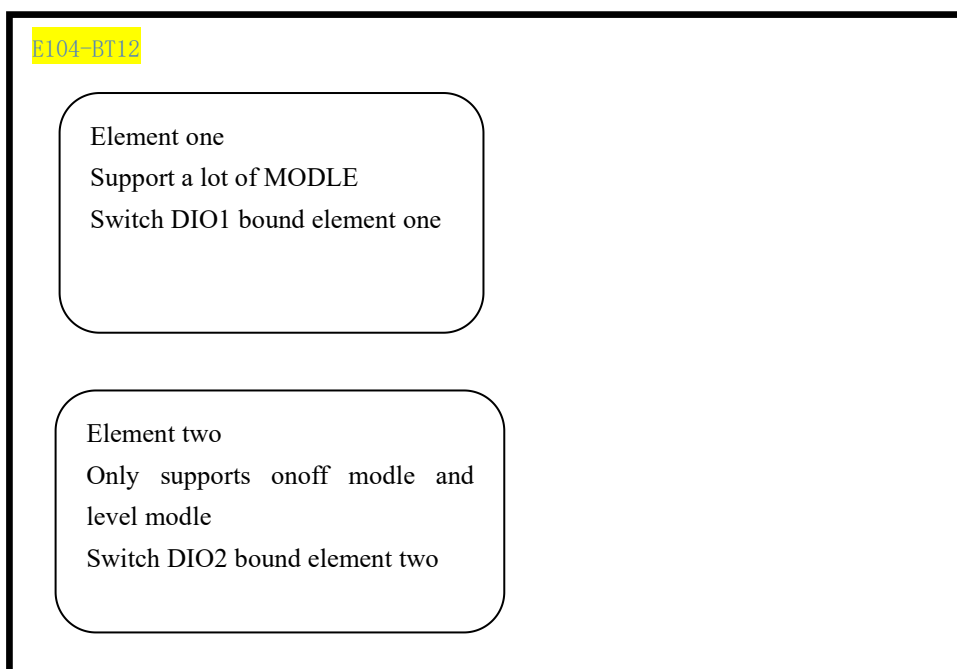 E104-BT12
Element one
Support a lot of MODLE
Switch DIO1 bound element one
Element two
Only supports onoff modle and
level modle
Switch DIO2 bound element two